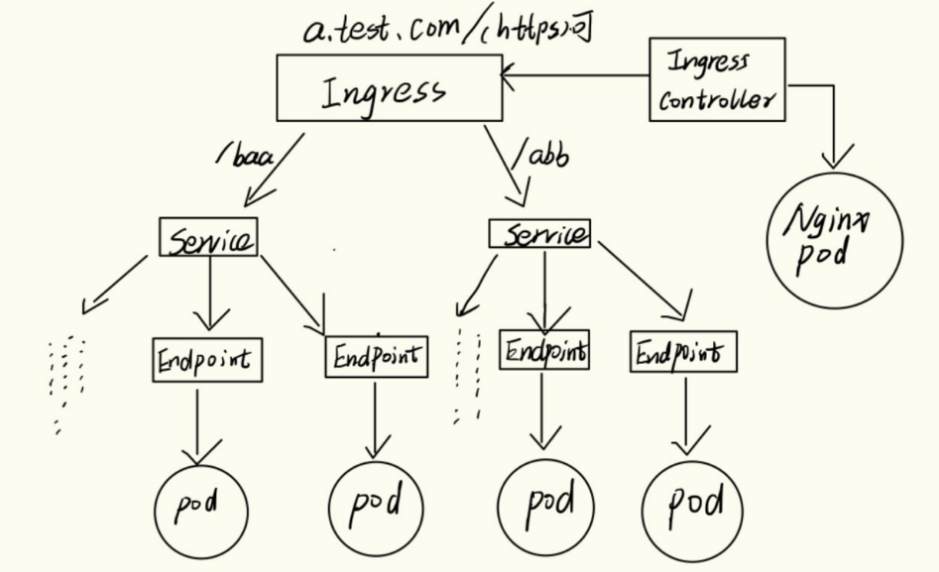 a.test.com/(https)可
Ingress
Ingress
Controller
/baa
/abb
Nginx
pod
Service
Service
Endpoint
Endpoint
Endpoint
Endpoint
pod
pod
pod
pod